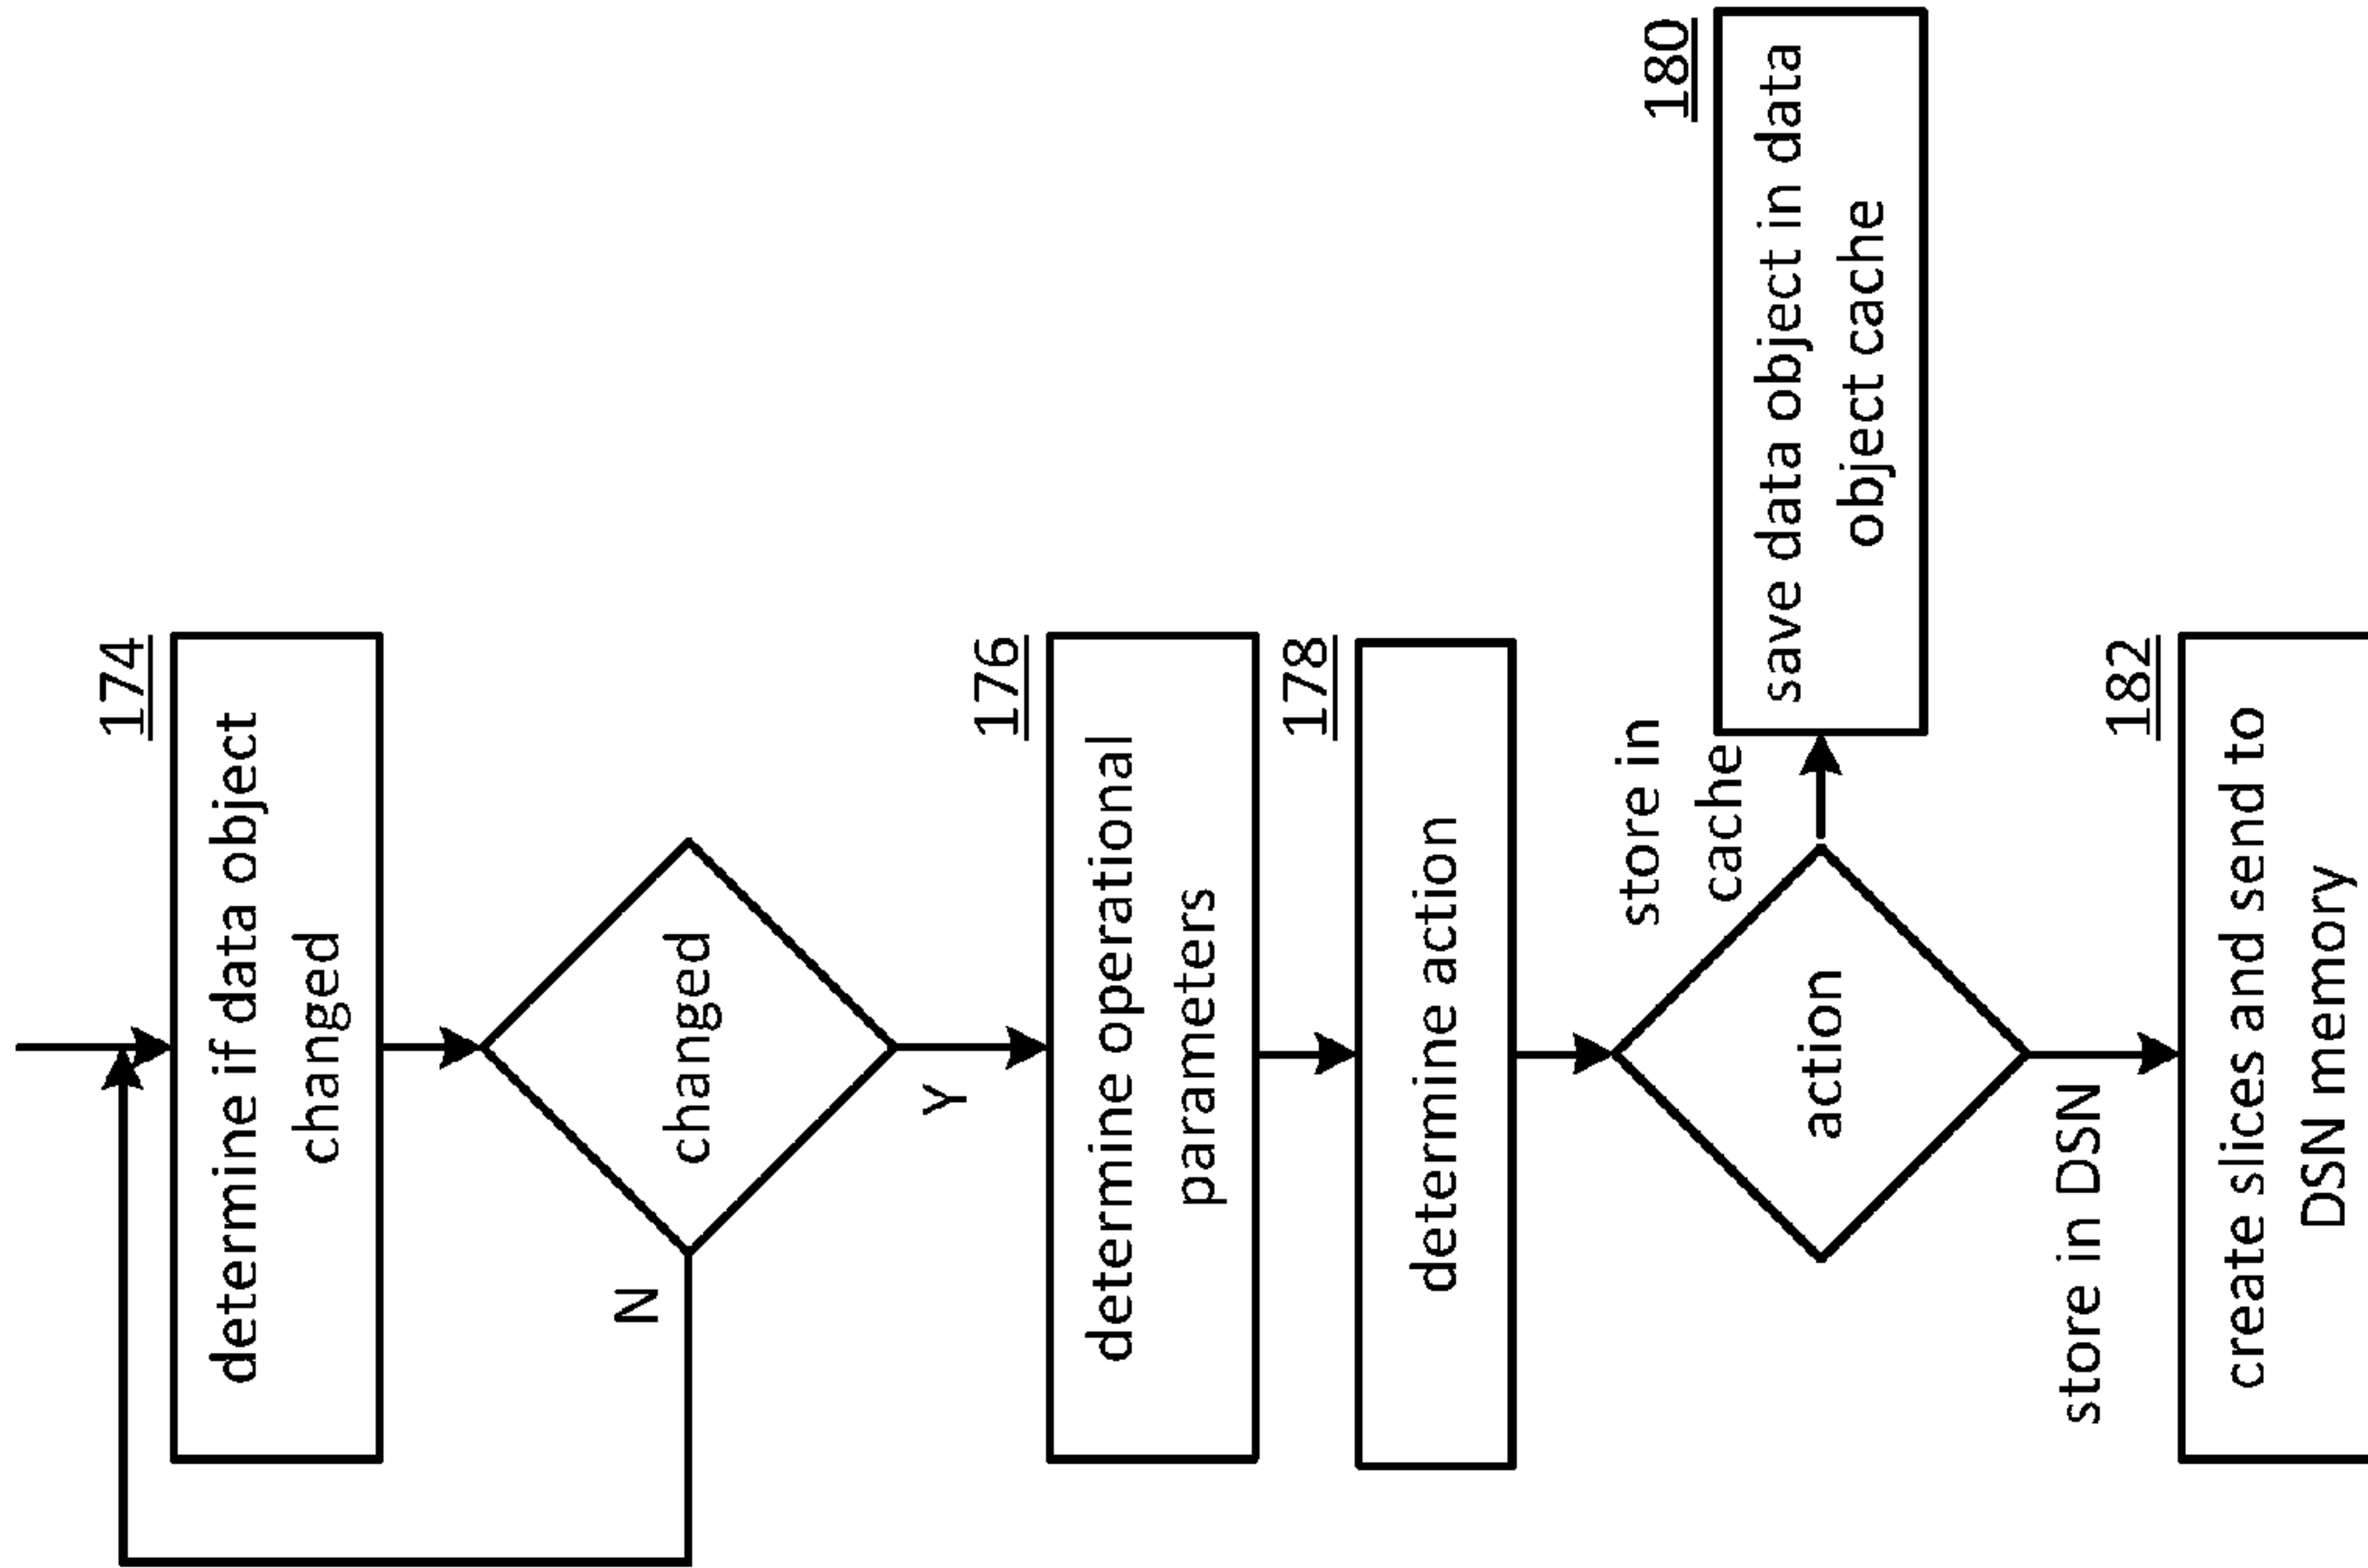 174
determine if data object
changed
changed
N
Y
176
determine operational
parameters
178
determine action
action
store in
cache
180
save data object in data
object cache
store in DSN
182
create slices and send to
DSN memory